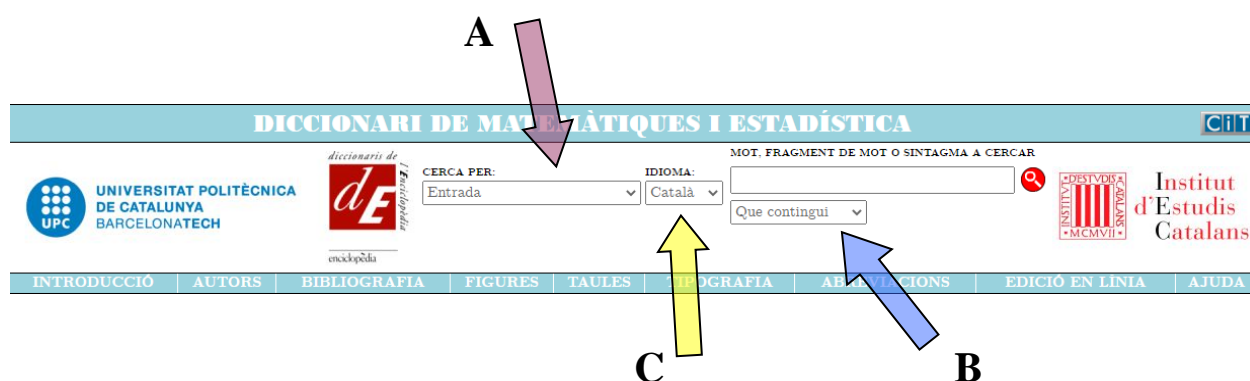 A
DICCIONARI DE MATEMÀTIQUES I ESTADÍSTICA
CiT
UPC
UNIVERSITAT POLITÈCNICA
DE CATALUNYA
BARCELONATECH
diccionaris de
l'Enciclopèdia
dE
enciclopèdia
CERCA PER:
Entrada
IDIOMA:
Català
MOT, FRAGMENT DE MOT O SINTAGMA A CERCAR
Que contingui
INSTITUT
D'ESTVDIS
CATALANS
MCMVII
Institut
d'Estudis
Catalans
INTRODUCCIÓ AUTORS BIBLIOGRAFIA FIGURES TAULES TIPOGRAFIA ABREVIACIONS EDICIÓ EN LÍNIA AJUDA
C
B